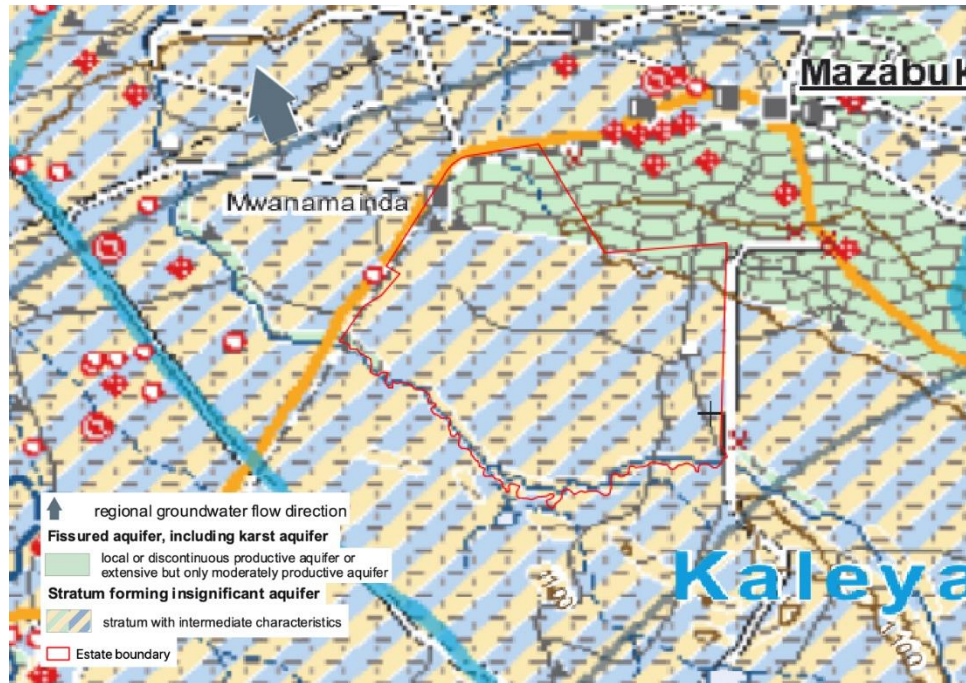 Mazabuk
Mwanamainda
regional groundwater flow direction
Fissured aquifer, including karst aquifer
local or discontinuous productive aquifer or
extensive but only moderately productive aquifer
Stratum forming insignificant aquifer
stratum with intermediate characteristics
Estate boundary
Kaleya
1100
1100